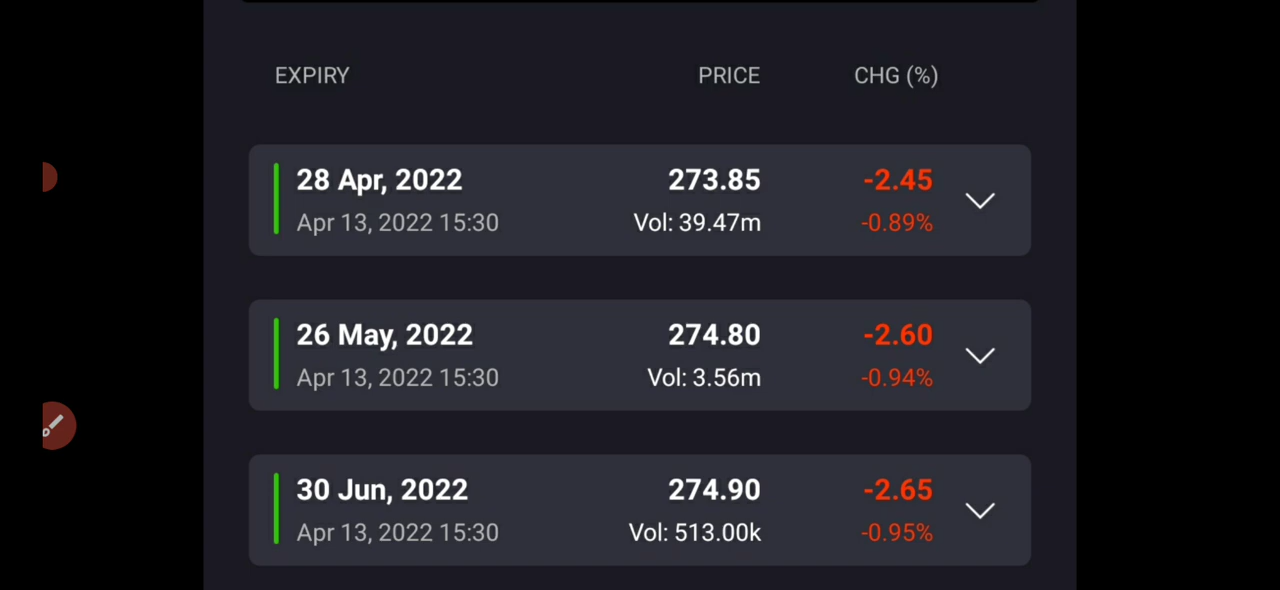 EXPIRY PRICE CHG (%)
28 Apr, 2022 273.85 -2.45
Apr 13, 2022 15:30 Vol: 39.47m -0.89%
26 May, 2022 274.80 -2.60
Apr 13, 2022 15:30 Vol: 3.56m -0.94%
30 Jun, 2022 274.90 -2.65
Apr 13, 2022 15:30 Vol: 513.00k -0.95%